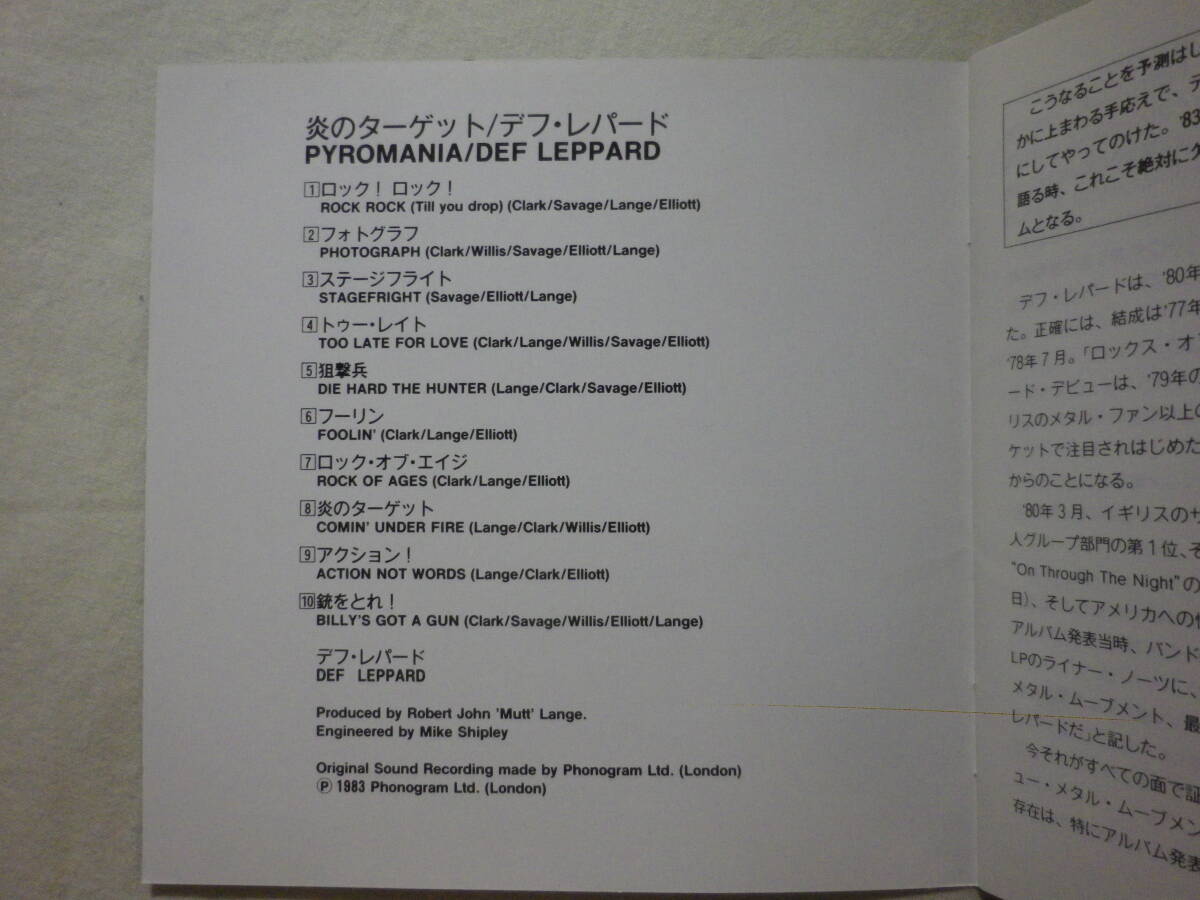 炎のターゲット/デフ・レパード
PYROMANIA/DEF LEPPARD
1 ロック！ ロック！
ROCK ROCK (Till you drop) (Clark/Savage/Lange/Elliott)
2 フォトグラフ
PHOTOGRAPH (Clark/Willis/Savage/Elliott/Lange)
3 ステージフライト
STAGEFRIGHT (Savage/Elliott/Lange)
4 トゥー・レイト
TOO LATE FOR LOVE (Clark/Lange/Willis/Savage/Elliott)
5 狙撃兵
DIE HARD THE HUNTER (Lange/Clark/Savage/Elliott)
6 フーリン
FOOLIN' (Clark/Lange/Elliott)
7 ロック・オブ・エイジ
ROCK OF AGES (Clark/Lange/Elliott)
8 炎のターゲット
COMIN' UNDER FIRE (Lange/Clark/Willis/Elliott)
9 アクション！
ACTION NOT WORDS (Lange/Clark/Elliott)
10 銃をとれ！
BILLY'S GOT A GUN (Clark/Savage/Willis/Elliott/Lange)
デフ・レパード
DEF LEPPARD
Produced by Robert John 'Mutt' Lange.
Engineered by Mike Shipley
Original Sound Recording made by Phonogram Ltd. (London)
Ⓟ 1983 Phonogram Ltd. (London)
こうなることを予測はし
かに上まわる手応えで、デ
にしてやってのけた。'83
語る時、これこそ絶対に欠
ムとなる。
デフ・レパードは、'80年
た。正確には、結成は'77年
'78年7月。「ロックス・オ
ード・デビューは、'79年の
リスのメタル・ファン以上の
ケットで注目されはじめた
からのことになる。
'80年3月、イギリスのサ
人グループ部門の第1位、そ
"On Through The Night"の
日)、そしてアメリカへの
アルバム発表当時、バンド
LPのライナー・ノーツに、
メタル・ムーブメント、最
レパードだ」と記した。
今それがすべての面で証
ュー・メタル・ムーブメン
存在は、特にアルバム発表